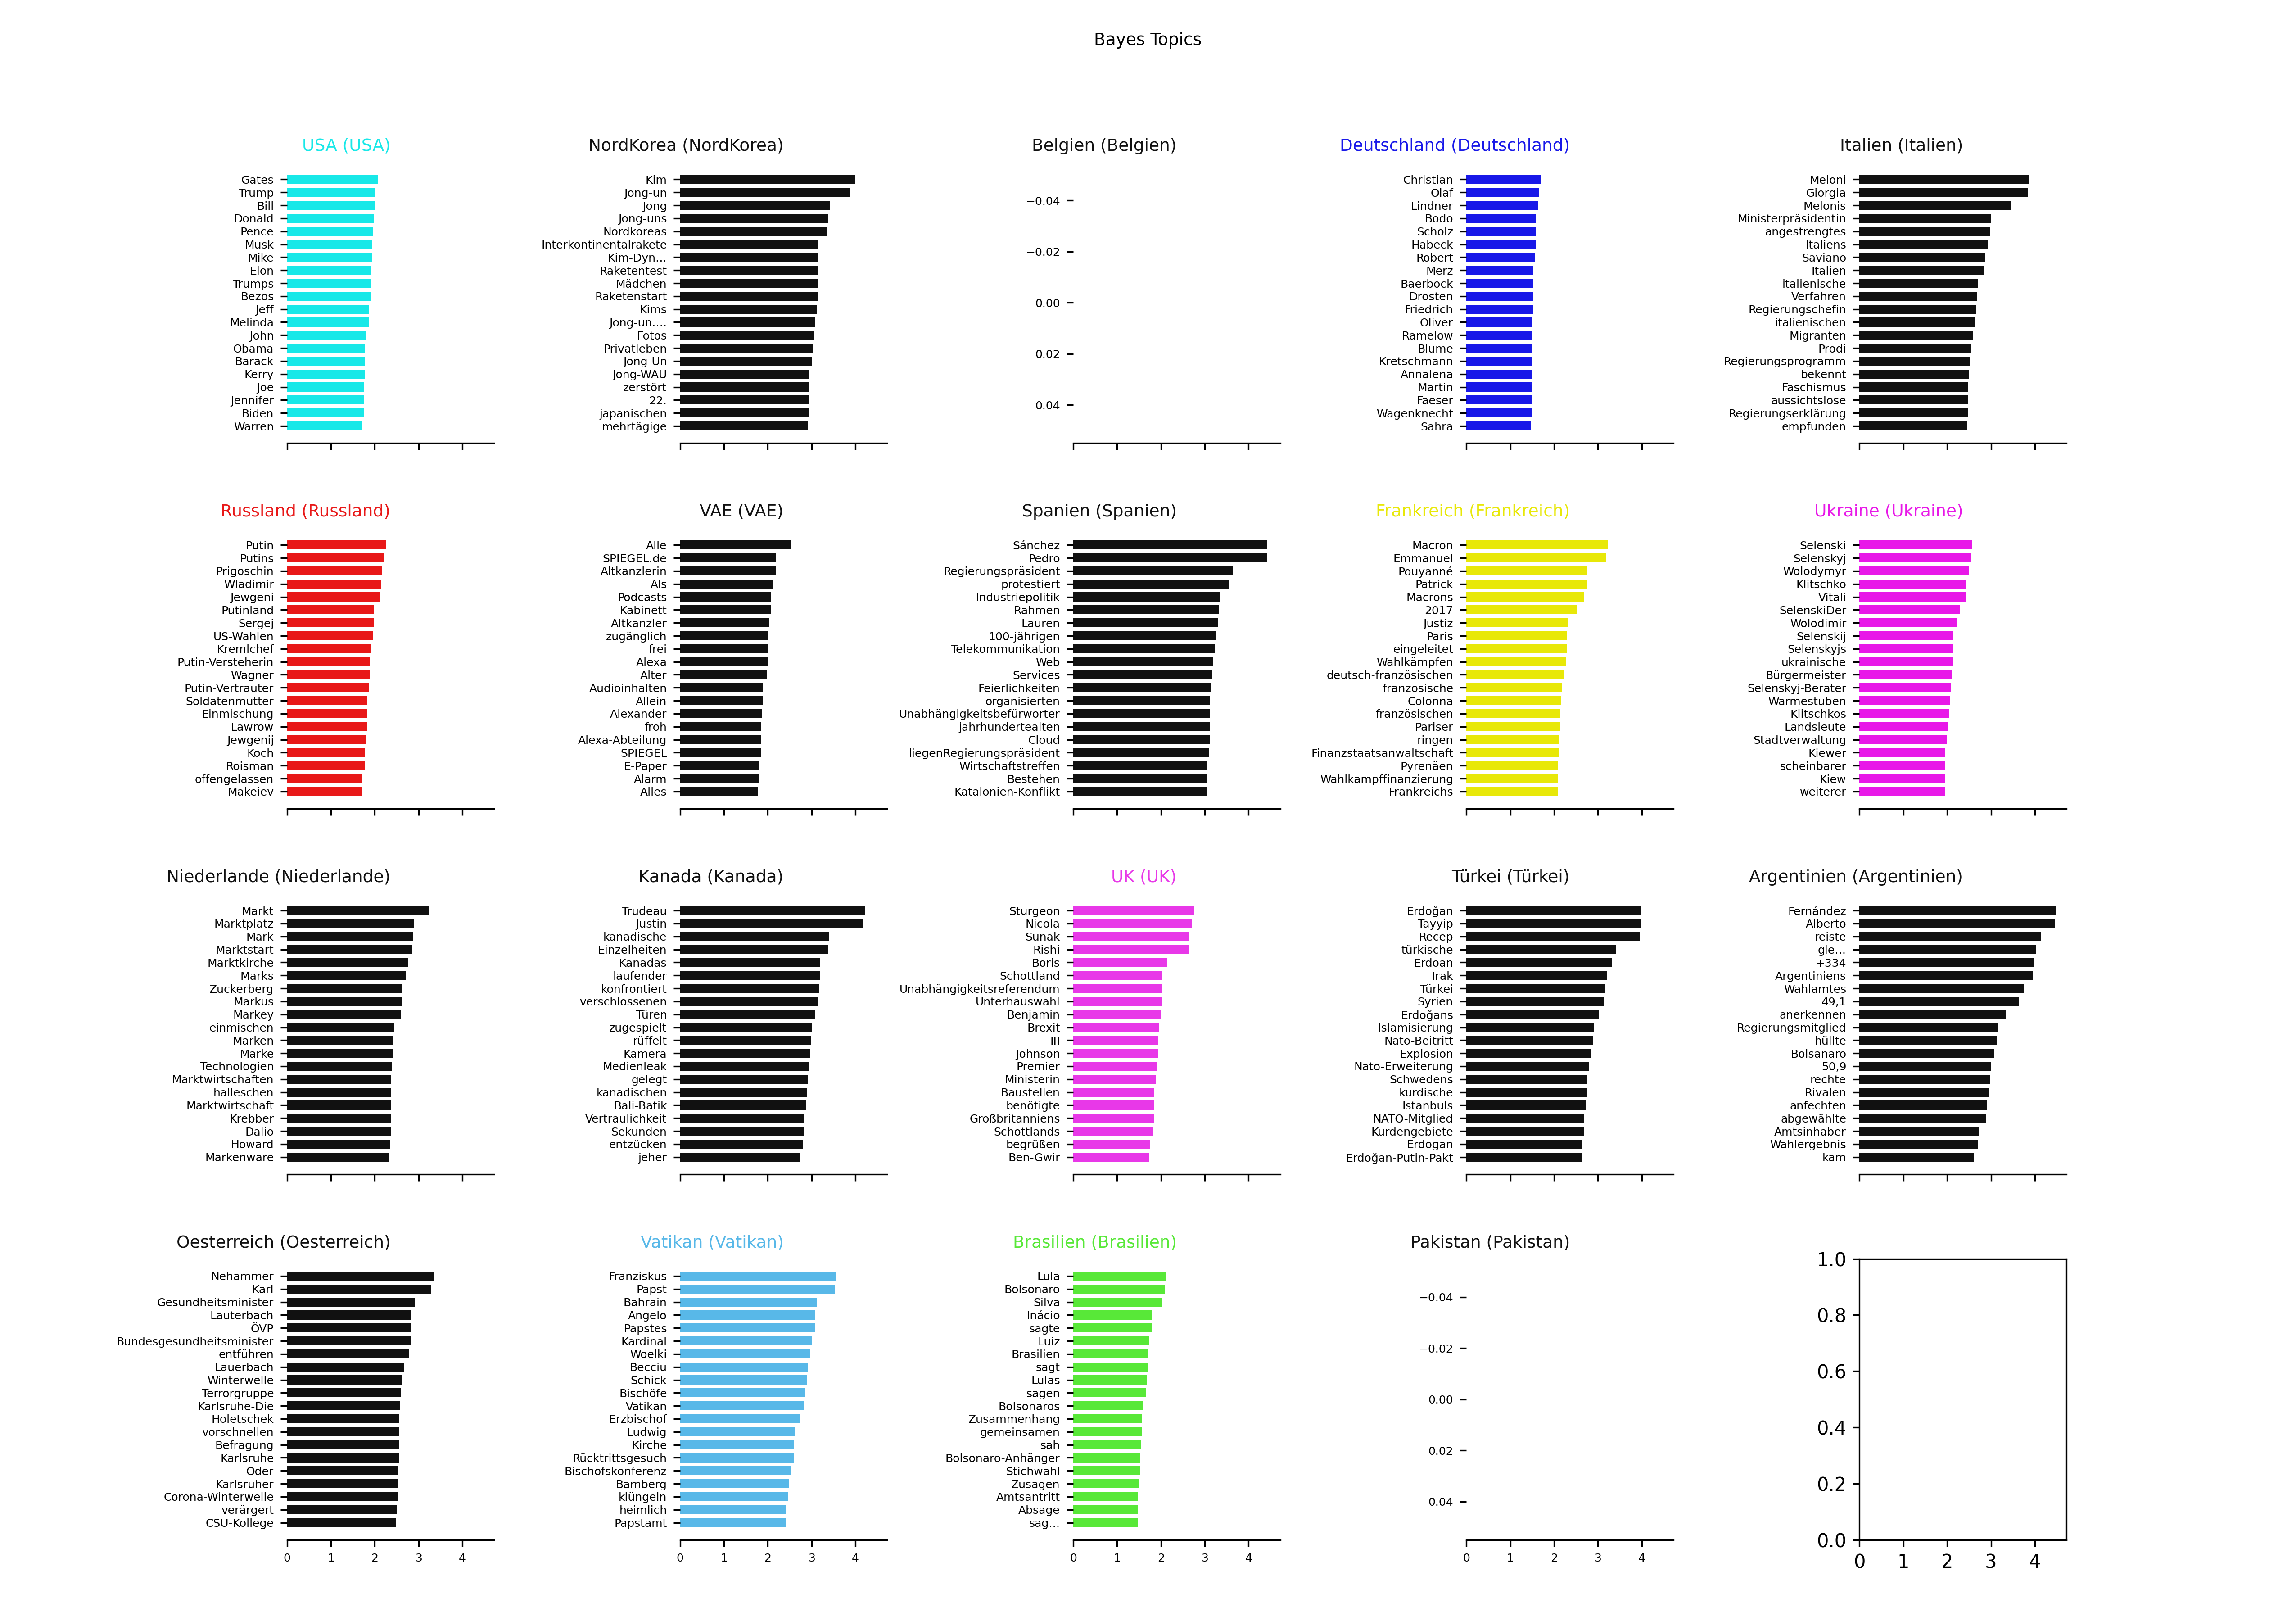 Bayes Topics
USA (USA)
Gates
Trump
Bill
Donald
Pence
Musk
Mike
Elon
Trumps
Bezos
Jeff
Melinda
John
Obama
Barack
Kerry
Joe
Jennifer
Biden
Warren
NordKorea (NordKorea)
Kim
Jong-un
Jong
Jong-uns
Nordkoreas
Interkontinentalrakete
Kim-Dyn...
Raketentest
Mädchen
Raketenstart
Kims
Jong-un....
Fotos
Privatleben
Jong-Un
Jong-WAU
zerstört
22.
japanischen
mehrtägige
Belgien (Belgien)
−0.04
−0.02
0.00
0.02
0.04
Deutschland (Deutschland)
Christian
Olaf
Lindner
Bodo
Scholz
Habeck
Robert
Merz
Baerbock
Drosten
Friedrich
Oliver
Ramelow
Blume
Kretschmann
Annalena
Martin
Faeser
Wagenknecht
Sahra
Italien (Italien)
Meloni
Giorgia
Melonis
Ministerpräsidentin
angestrengtes
Italiens
Saviano
Italien
italienische
Verfahren
Regierungschefin
italienischen
Migranten
Prodi
Regierungsprogramm
bekennt
Faschismus
aussichtslose
Regierungserklärung
empfunden
Russland (Russland)
Putin
Putins
Prigoschin
Wladimir
Jewgeni
Putinland
Sergej
US-Wahlen
Kremlchef
Putin-Versteherin
Wagner
Putin-Vertrauter
Soldatenmütter
Einmischung
Lawrow
Jewgenij
Koch
Roisman
offengelassen
Makeiev
VAE (VAE)
Alle
SPIEGEL.de
Altkanzlerin
Als
Podcasts
Kabinett
Altkanzler
zugänglich
frei
Alexa
Alter
Audioinhalten
Allein
Alexander
froh
Alexa-Abteilung
SPIEGEL
E-Paper
Alarm
Alles
Spanien (Spanien)
Sánchez
Pedro
Regierungspräsident
protestiert
Industriepolitik
Rahmen
Lauren
100-jährigen
Telekommunikation
Web
Services
Feierlichkeiten
organisierten
Unabhängigkeitsbefürworter
jahrhundertealten
Cloud
liegenRegierungspräsident
Wirtschaftstreffen
Bestehen
Katalonien-Konflikt
Frankreich (Frankreich)
Macron
Emmanuel
Pouyanné
Patrick
Macrons
2017
Justiz
Paris
eingeleitet
Wahlkämpfen
deutsch-französischen
französische
Colonna
französischen
Pariser
ringen
Finanzstaatsanwaltschaft
Pyrenäen
Wahlkampffinanzierung
Frankreichs
Ukraine (Ukraine)
Selenski
Selenskyj
Wolodymyr
Klitschko
Vitali
SelenskiDer
Wolodimir
Selenskij
Selenskyjs
ukrainische
Bürgermeister
Selenskyj-Berater
Wärmestuben
Klitschkos
Landsleute
Stadtverwaltung
Kiewer
scheinbarer
Kiew
weiterer
Niederlande (Niederlande)
Markt
Marktplatz
Mark
Marktstart
Marktkirche
Marks
Zuckerberg
Markus
Markey
einmischen
Marken
Marke
Technologien
Marktwirtschaften
halleschen
Marktwirtschaft
Krebber
Dalio
Howard
Markenware
Kanada (Kanada)
Trudeau
Justin
kanadische
Einzelheiten
Kanadas
laufender
konfrontiert
verschlossenen
Türen
zugespielt
rüffelt
Kamera
Medienleak
gelegt
kanadischen
Bali-Batik
Vertraulichkeit
Sekunden
entzücken
jeher
UK (UK)
Sturgeon
Nicola
Sunak
Rishi
Boris
Schottland
Unabhängigkeitsreferendum
Unterhauswahl
Benjamin
Brexit
III
Johnson
Premier
Ministerin
Baustellen
benötigte
Großbritanniens
Schottlands
begrüßen
Ben-Gwir
Türkei (Türkei)
Erdoğan
Tayyip
Recep
türkische
Erdoan
Irak
Türkei
Syrien
Erdoğans
Islamisierung
Nato-Beitritt
Explosion
Nato-Erweiterung
Schwedens
kurdische
Istanbuls
NATO-Mitglied
Kurdengebiete
Erdogan
Erdoğan-Putin-Pakt
Argentinien (Argentinien)
Fernández
Alberto
reiste
gle...
+334
Argentiniens
Wahlamtes
49,1
anerkennen
Regierungsmitglied
hüllte
Bolsanaro
50,9
rechte
Rivalen
anfechten
abgewählte
Amtsinhaber
Wahlergebnis
kam
Oesterreich (Oesterreich)
Nehammer
Karl
Gesundheitsminister
Lauterbach
ÖVP
Bundesgesundheitsminister
entführen
Lauerbach
Winterwelle
Terrorgruppe
Karlsruhe-Die
Holetschek
vorschnellen
Befragung
Karlsruhe
Oder
Karlsruher
Corona-Winterwelle
verärgert
CSU-Kollege
0 1 2 3 4
Vatikan (Vatikan)
Franziskus
Papst
Bahrain
Angelo
Papstes
Kardinal
Woelki
Becciu
Schick
Bischöfe
Vatikan
Erzbischof
Ludwig
Kirche
Rücktrittsgesuch
Bischofskonferenz
Bamberg
klüngeln
heimlich
Papstamt
0 1 2 3 4
Brasilien (Brasilien)
Lula
Bolsonaro
Silva
Inácio
sagte
Luiz
Brasilien
sagt
Lulas
sagen
Bolsonaros
Zusammenhang
gemeinsamen
sah
Bolsonaro-Anhänger
Stichwahl
Zusagen
Amtsantritt
Absage
sag...
0 1 2 3 4
Pakistan (Pakistan)
−0.04
−0.02
0.00
0.02
0.04
0 1 2 3 4
1.0
0.8
0.6
0.4
0.2
0.0
0 1 2 3 4